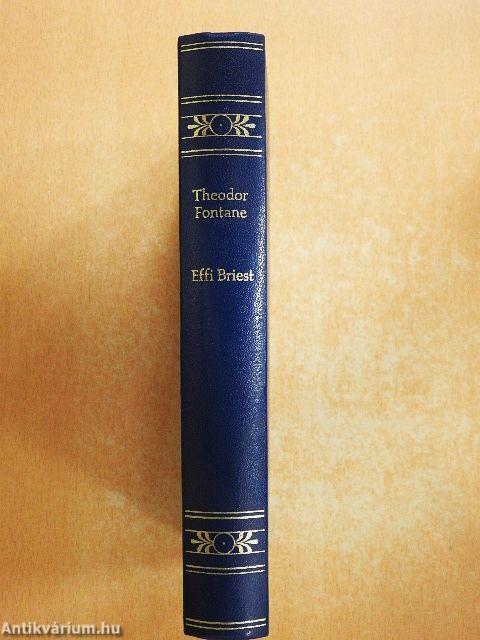 Theodor
Fontane
Effi Briest
Antikvárium.hu